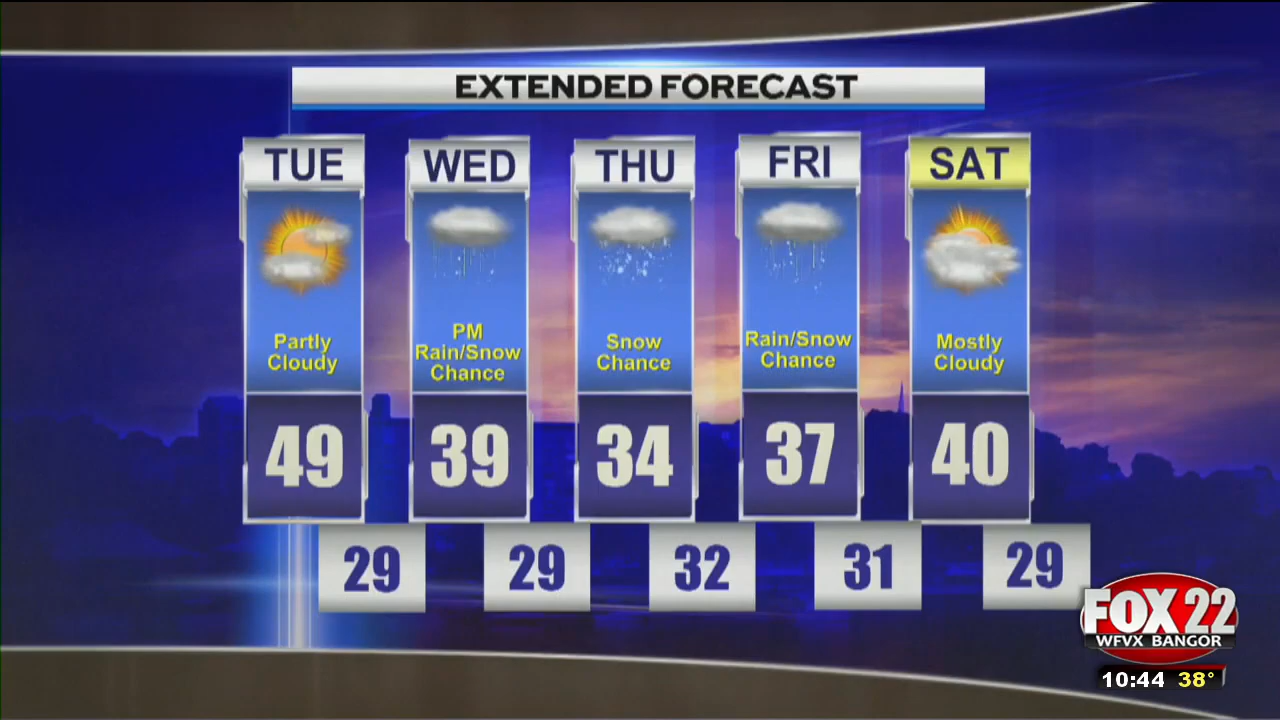 EXTENDED FORECAST
TUE
WED
THU
FRI
SAT
Partly
Cloudy
PM
Rain/Snow
Chance
Snow
Chance
Rain/Snow
Chance
Mostly
Cloudy
49
39
34
37
40
29
29
32
31
29
FOX 22
WFVX BANGOR
10:44 38°